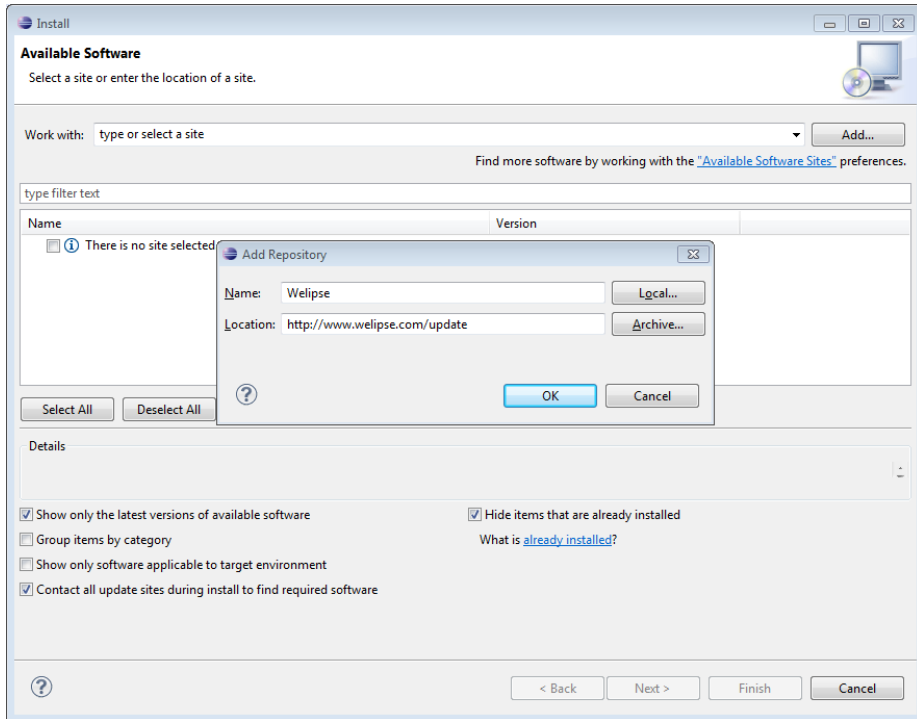 Install
Available Software
Select a site or enter the location of a site.
Work with: type or select a site Add...
Find more software by working with the "Available Software Sites" preferences.
type filter text
Name Version
There is no site selected
Add Repository
Name: Welipse Local...
Location: http://www.welipse.com/update Archive...
OK Cancel
Select All Deselect All
Details
Show only the latest versions of available software Hide items that are already installed
Group items by category What is already installed?
Show only software applicable to target environment
Contact all update sites during install to find required software
< Back Next > Finish Cancel